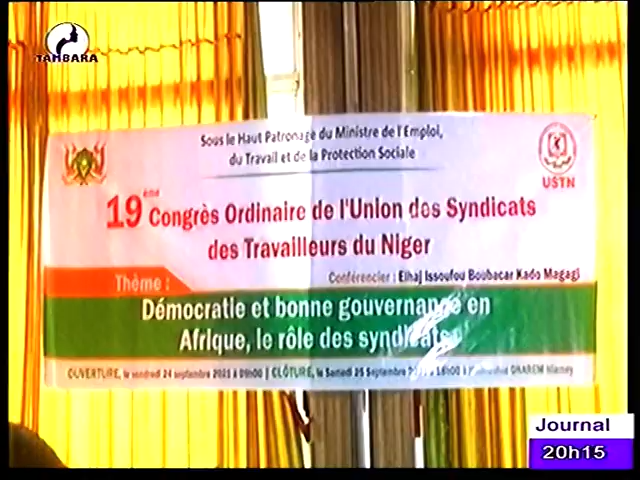 TAMBARA
Sous le Haut Patronage du Ministre de l'Emploi,
du Travail et de la Protection Sociale
USTN
19ème Congrès Ordinaire de l'Union des Syndicats
des Travailleurs du Niger
Conférencier : Elhaj Issoufou Boubacar Kado Magagi
Thème :
Démocratie et bonne gouvernance en
Afrique, le rôle des syndicats
OUVERTURE, le vendredi 24 septembre 2021 à 09h00 | CLÔTURE, le Samedi 25 Septembre à 16h00 Niamey
Journal
20h15